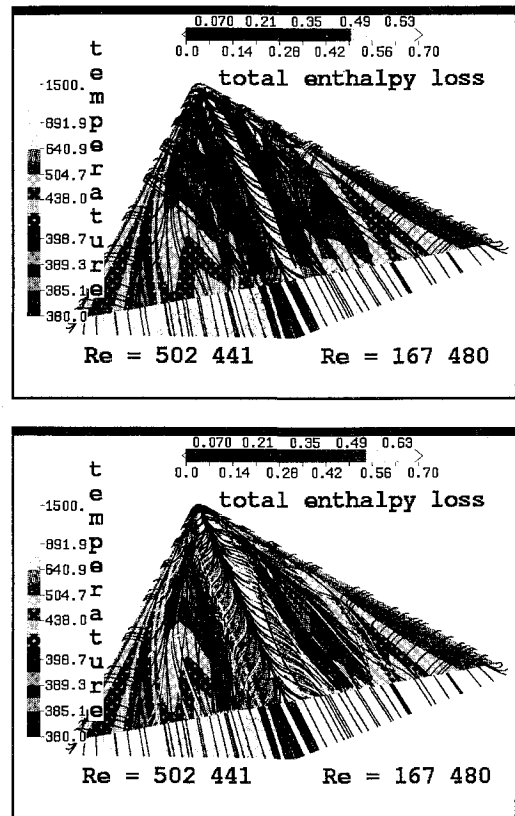 0.070 0.21 0.35 0.49 0.63
0.0 0.14 0.28 0.42 0.56 0.70
total enthalpy loss
temperature
1500.
891.9
640.9
504.7
438.0
398.7
389.3
385.1
380.0
Re = 502 441 Re = 167 480
0.070 0.21 0.35 0.49 0.63
0.0 0.14 0.28 0.42 0.56 0.70
total enthalpy loss
temperature
1500.
891.9
640.9
504.7
438.0
398.7
389.3
385.1
380.0
Re = 502 441 Re = 167 480